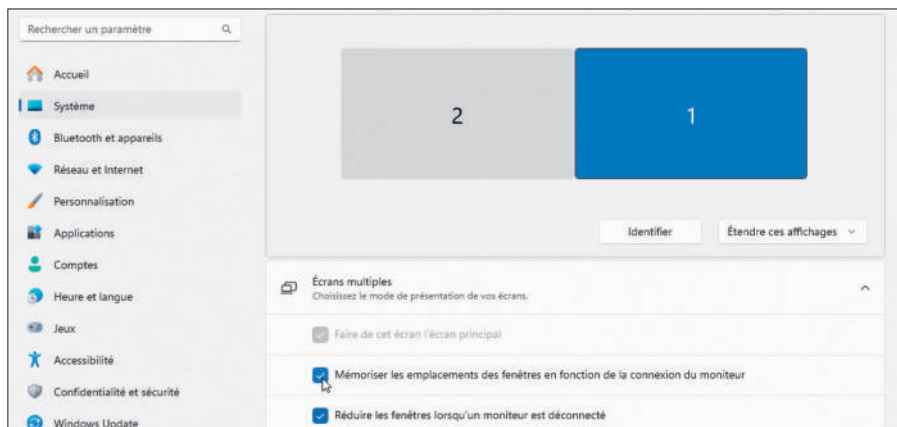 Rechercher un paramètre
Accueil
Système
Bluetooth et appareils
Réseau et Internet
Personnalisation
Applications
Comptes
Heure et langue
Jeux
Accessibilité
Confidentialité et sécurité
Windows Update
2
1
Identifier
Étendre ces affichages
Écrans multiples
Choisissez le mode de présentation de vos écrans.
Faire de cet écran l'écran principal
Mémoriser les emplacements des fenêtres en fonction de la connexion du moniteur
Réduire les fenêtres lorsqu'un moniteur est déconnecté